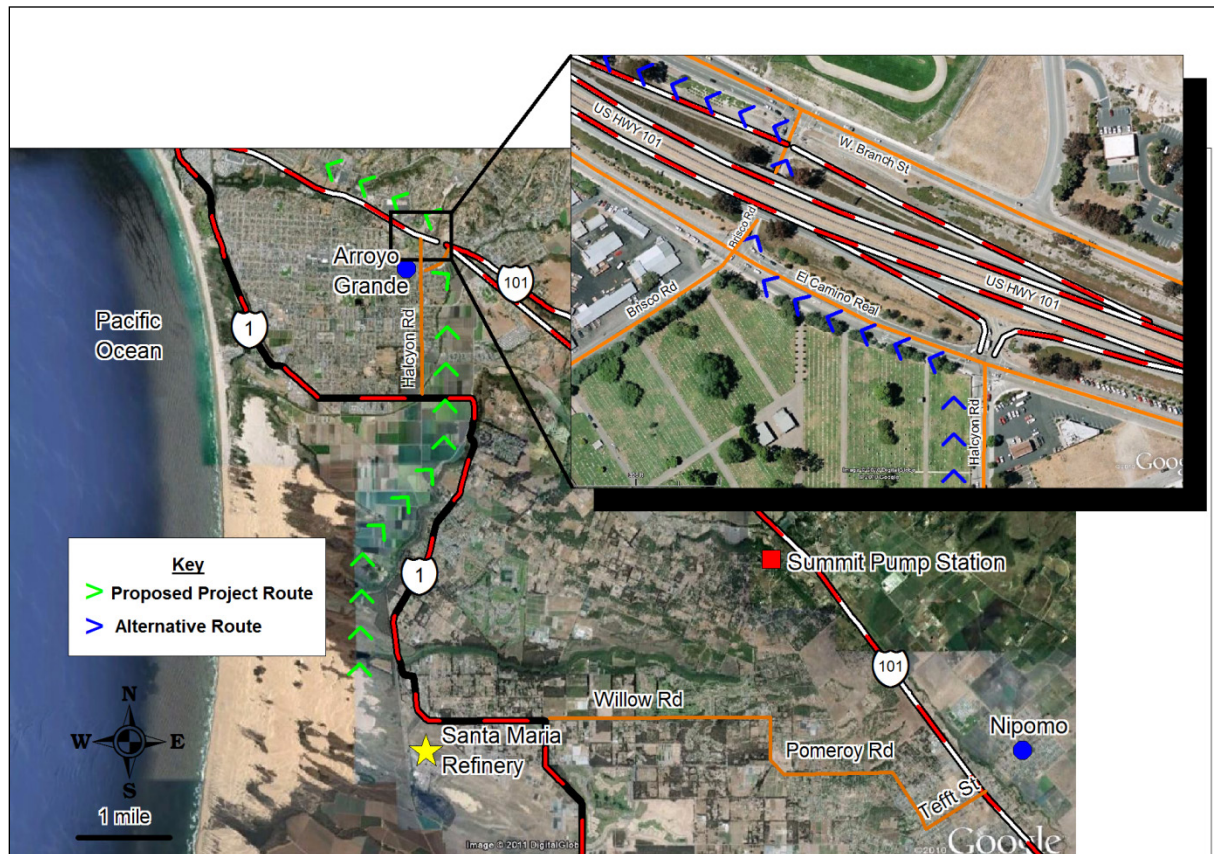 US HWY 101
W. Branch St
Brisco Rd
Brisco Rd
El Camino Real
US HWY 101
Halcyon Rd
Google
Arroyo
Grande
101
Pacific
Ocean
1
Halcyon Rd
Key
Proposed Project Route
Alternative Route
1
Summit Pump Station
101
Willow Rd
Nipomo
Pomeroy Rd
Santa Maria
Refinery
Tefft St
N
W
E
S
1 mile
Image © 2011 DigitalGlobe
©2010 Google